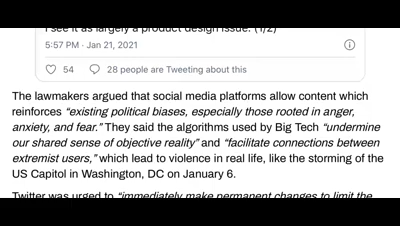 I see it as largely a product design issue. (1/2)
5:57 PM · Jan 21, 2021
54 28 people are Tweeting about this
The lawmakers argued that social media platforms allow content which
reinforces “existing political biases, especially those rooted in anger,
anxiety, and fear.” They said the algorithms used by Big Tech “undermine
our shared sense of objective reality” and “facilitate connections between
extremist users,” which lead to violence in real life, like the storming of the
US Capitol in Washington, DC on January 6.
Twitter was urged to “immediately make permanent changes to limit the